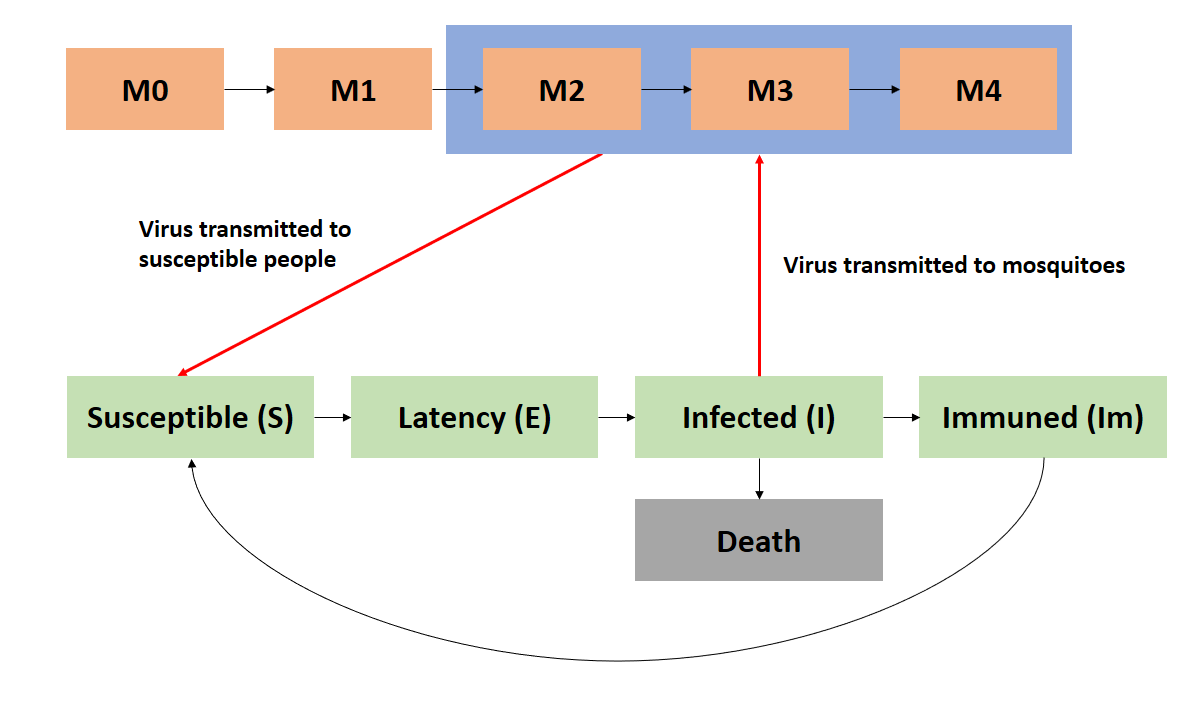 M0
M1
M2
M3
M4
Virus transmitted to
susceptible people
Virus transmitted to mosquitoes
Susceptible (S)
Latency (E)
Infected (I)
Immuned (Im)
Death